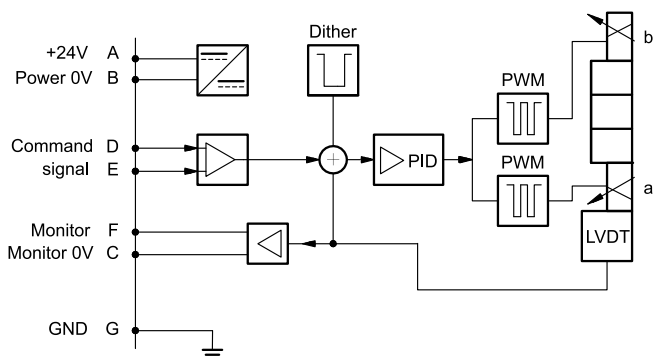 Dither
+24V A
Power 0V B
b
PWM
Command D
signal E
PID
PWM
a
Monitor F
Monitor 0V C
LVDT
GND G